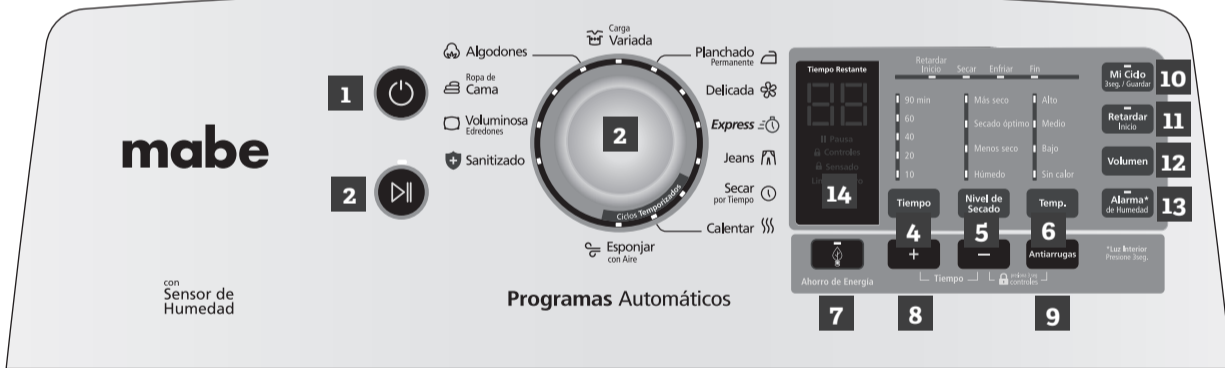 mabe
con
Sensor de
Humedad
1
2
Algodones
Ropa de
Cama
Voluminosa
Edredones
Sanitizado
Carga
Variada
2
Planchado
Permanente
Delicada
Express
Jeans
Secar
por Tiempo
Calentar
Ciclos Temporizados
Esponjar
con Aire
Programas Automáticos
Tiempo Restante
88
Pausa
Controles
Sensado
14
Retardar
Inicio
Secar
Enfriar
Fin
90 min
60
40
20
10
Más seco
Secado óptimo
Menos seco
Húmedo
Alto
Medio
Bajo
Sin calor
Tiempo
Nivel de
Secado
Temp.
4
5
6
+
−
Antiarrugas
Tiempo
controles
Ahorro de Energía
7
8
9
Mi Ciclo
3seg. / Guardar
10
Retardar
Inicio
11
Volumen
12
Alarma*
de Humedad
13
*Luz Interior
Presione 3seg.